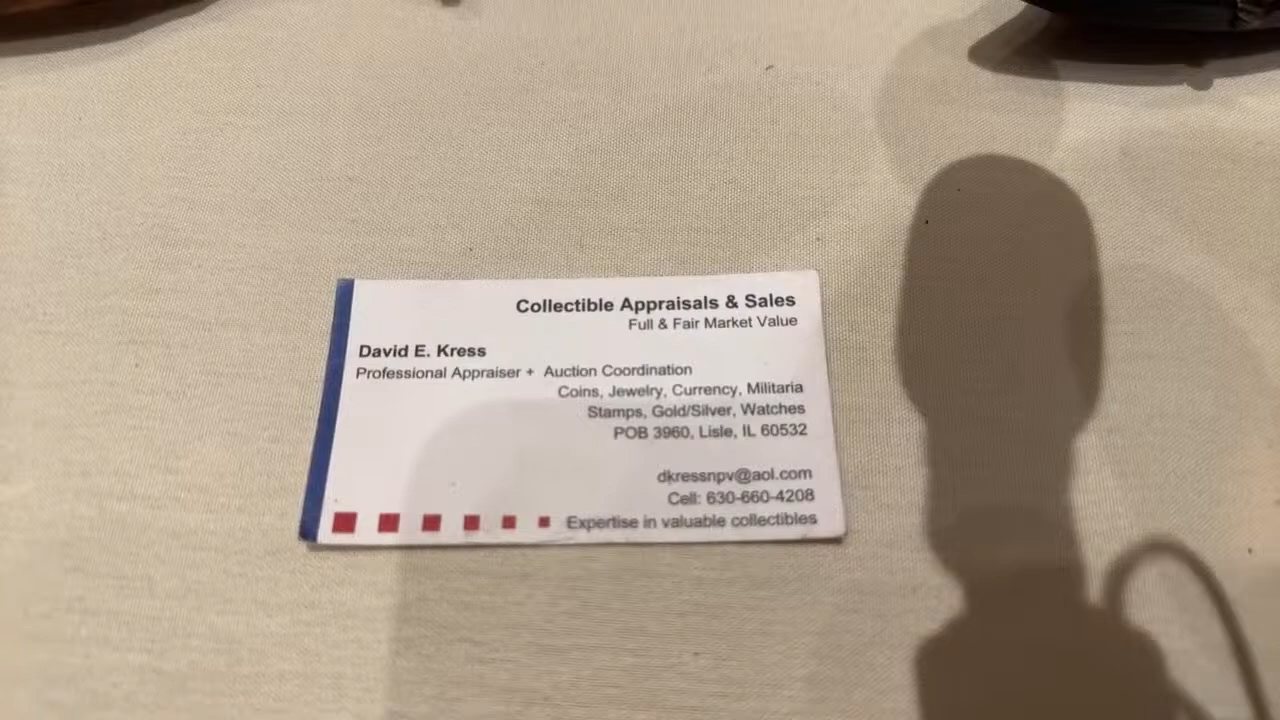 Collectible Appraisals & Sales
Full & Fair Market Value
David E. Kress
Professional Appraiser + Auction Coordination
Coins, Jewelry, Currency, Militaria
Stamps, Gold/Silver, Watches
POB 3960, Lisle, IL 60532
dkressnpv@aol.com
Cell: 630-660-4208
Expertise in valuable collectibles